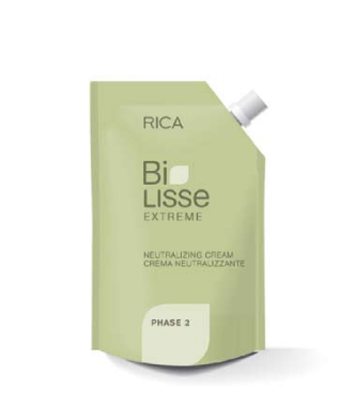 RICA
Bi
LISSE
EXTREME
NEUTRALIZING CREAM
CREMA NEUTRALIZZANTE
PHASE 2